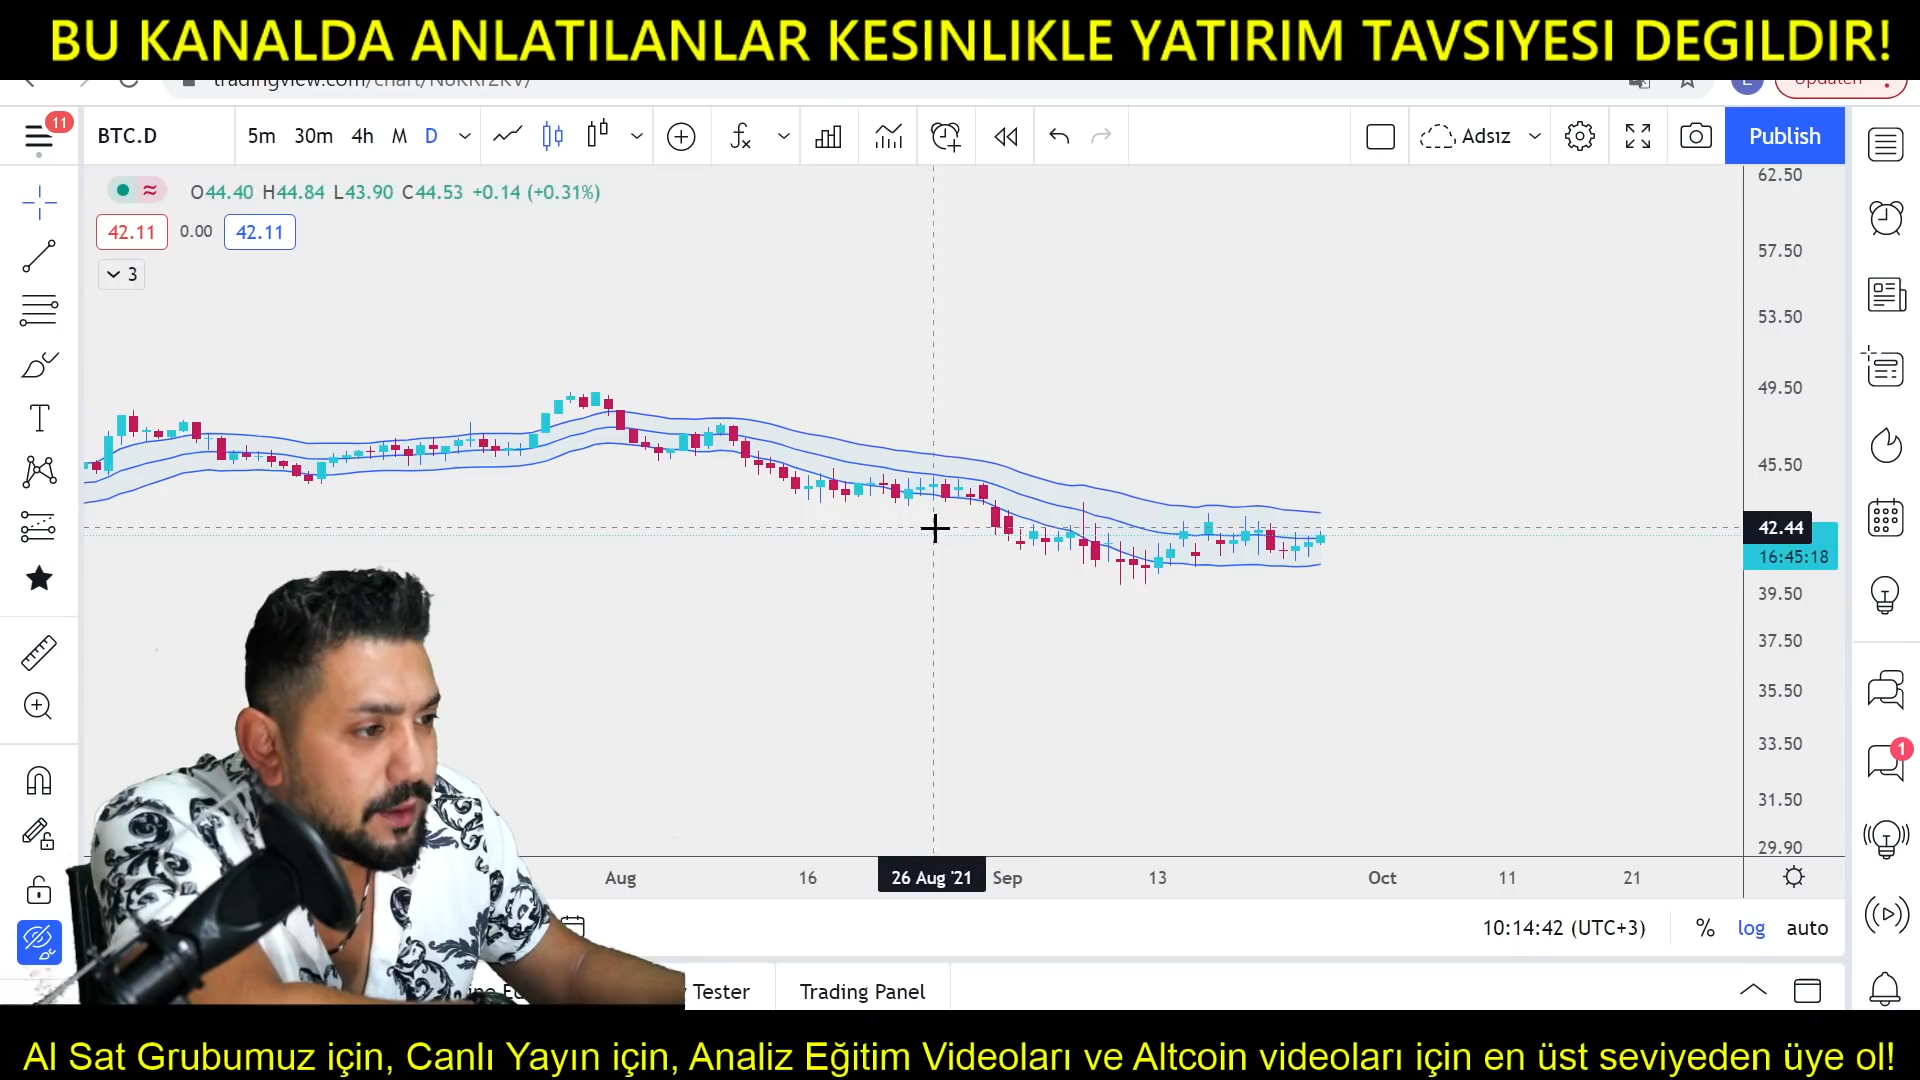 BU KANALDA ANLATILANLAR KESINLIKLE YATIRIM TAVSIYESI DEGILDIR!
11
BTC.D 5m 30m 4h M D Adsız Publish
O44.40 H44.84 L43.90 C44.53 +0.14 (+0.31%)
42.11 0.00 42.11
3
62.50
57.50
53.50
49.50
45.50
42.44
16:45:18
39.50
37.50
35.50
33.50
31.50
29.90
1
Aug 16 26 Aug '21 Sep 13 Oct 11 21
10:14:42 (UTC+3) % log auto
Tester Trading Panel
Al Sat Grubumuz için, Canlı Yayın için, Analiz Eğitim Videoları ve Altcoin videoları için en üst seviyeden üye ol!